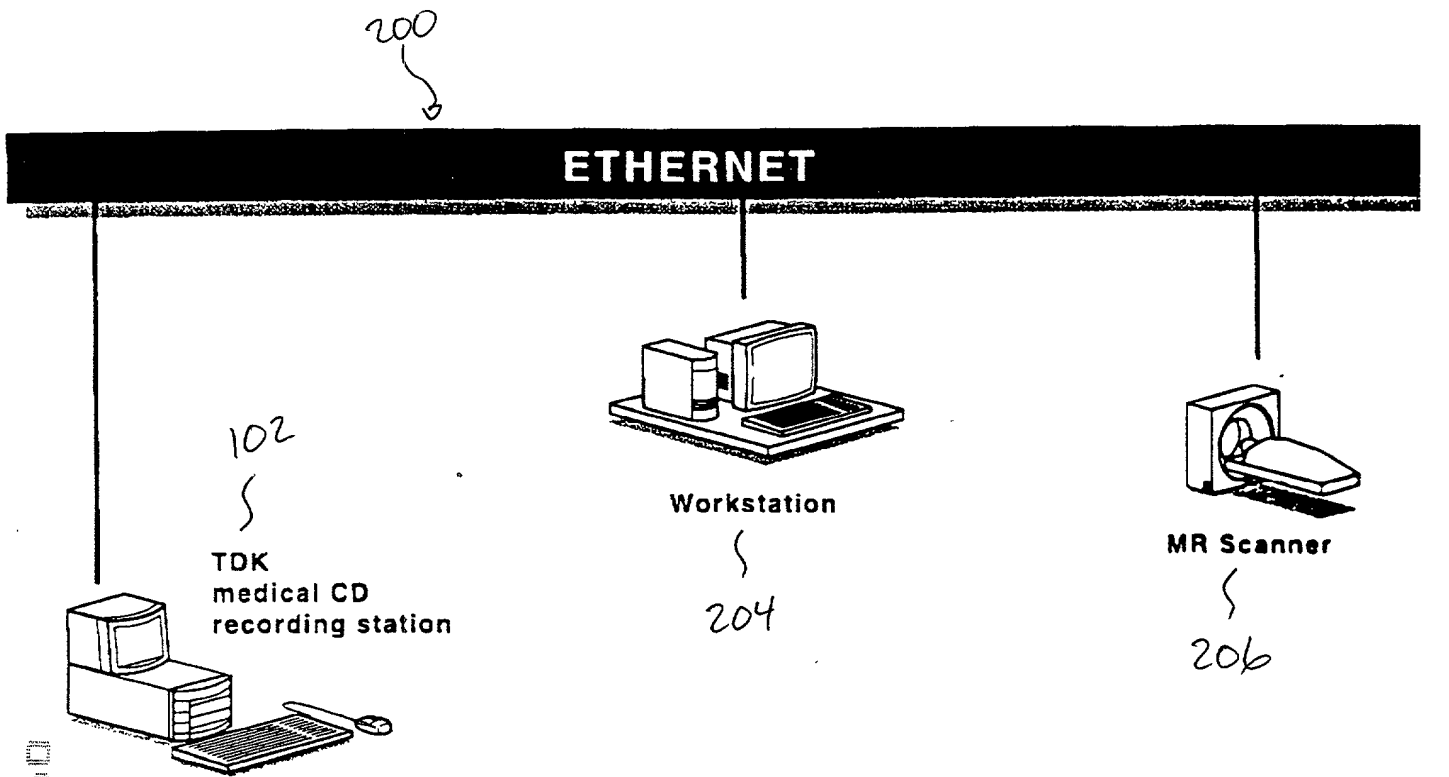 200
ETHERNET
102
TDK
medical CD
recording station
Workstation
204
MR Scanner
206